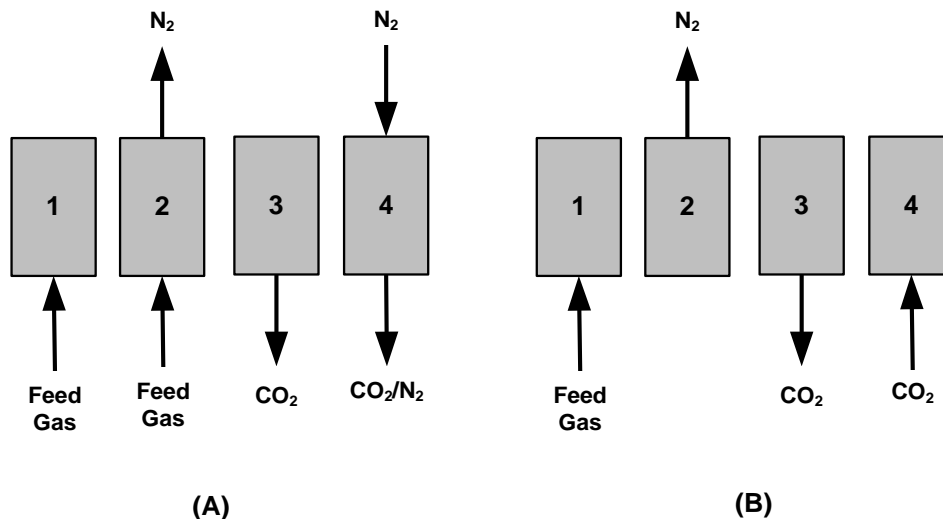 N₂ N₂ N₂
1 2 3 4 1 2 3 4
Feed
Gas
Feed
Gas
CO₂
CO₂/N₂
Feed
Gas
CO₂
CO₂
(A)
(B)